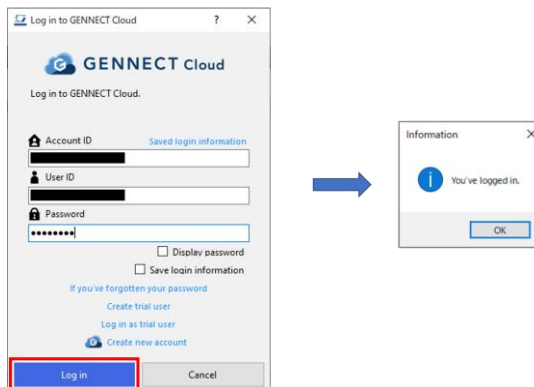 Log in to GENNECT Cloud ? ×
GENNECT Cloud
Log in to GENNECT Cloud.
Account ID Saved login information
User ID
Password
••••••••
Display password
Save login information
If you've forgotten your password
Create trial user
Log in as trial user
Create new account
Log in Cancel
Information ×
You've logged in.
OK